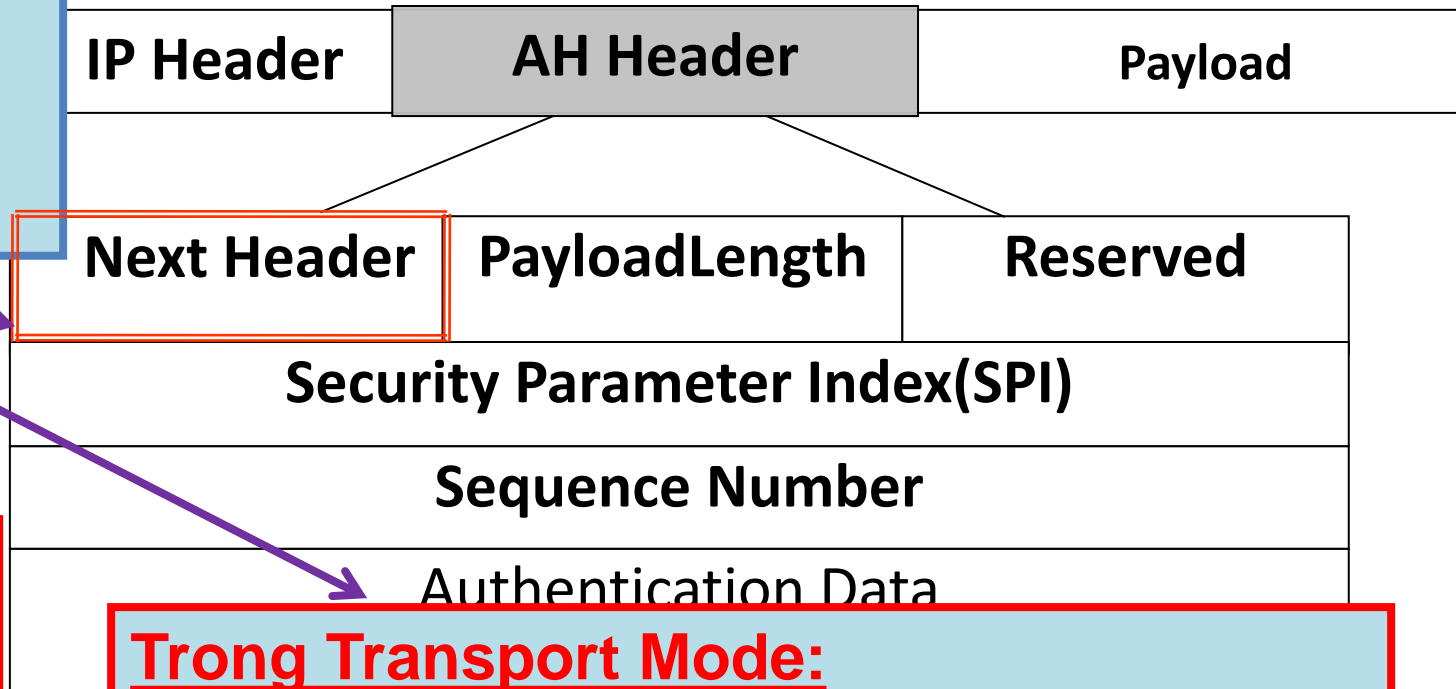 IP Header AH Header Payload
Next Header PayloadLength Reserved
Security Parameter Index(SPI)
Sequence Number
Authentication Data
Trong Transport Mode: